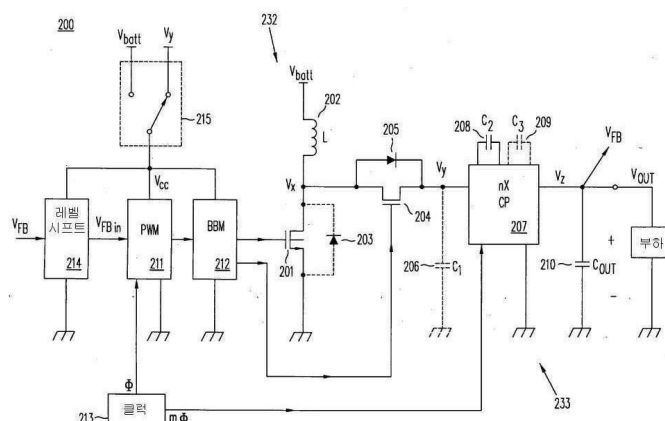 200
232
Vbatt
Vy
Vbatt
202
L
215
205
208
C2
C3
209
VFB
Vx
Vy
Vz
VOUT
Vcc
204
nX
CP
207
VFB
레벨
시프트
214
VFB in
PWM
211
BBM
212
201
203
206
C1
210
COUT
+
-
부하
Φ
클럭
213
mΦ
233